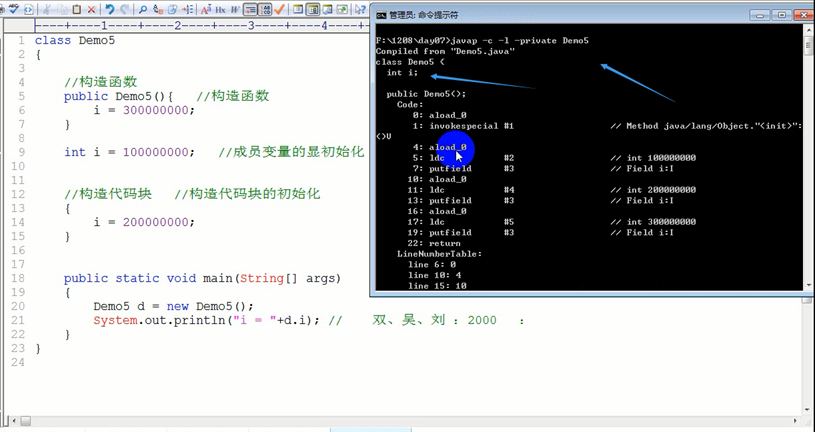 ----+----1----+----2----+----3----+----4
1 class Demo5
2 {
3
4 //构造函数
5 public Demo5(){ //构造函数
6 i = 300000000;
7 }
8
9 int i = 100000000; //成员变量的显初始化
10
11
12 //构造代码块 //构造代码块的初始化
13 {
14 i = 200000000;
15 }
16
17
18 public static void main(String[] args)
19 {
20 Demo5 d = new Demo5();
21 System.out.println("i = "+d.i); // 双、吴、刘 : 2000 :
22 }
23 }
24
管理员: 命令提示符
F:\1208\day07>javap -c -l -private Demo5
Compiled from "Demo5.java"
class Demo5 {
int i;
public Demo5();
Code:
0: aload_0
1: invokespecial #1 // Method java/lang/Object."<init>":
()V
4: aload_0
5: ldc #2 // int 100000000
7: putfield #3 // Field i:I
10: aload_0
11: ldc #4 // int 200000000
13: putfield #3 // Field i:I
16: aload_0
17: ldc #5 // int 300000000
19: putfield #3 // Field i:I
22: return
LineNumberTable:
line 6: 0
line 10: 4
line 15: 10